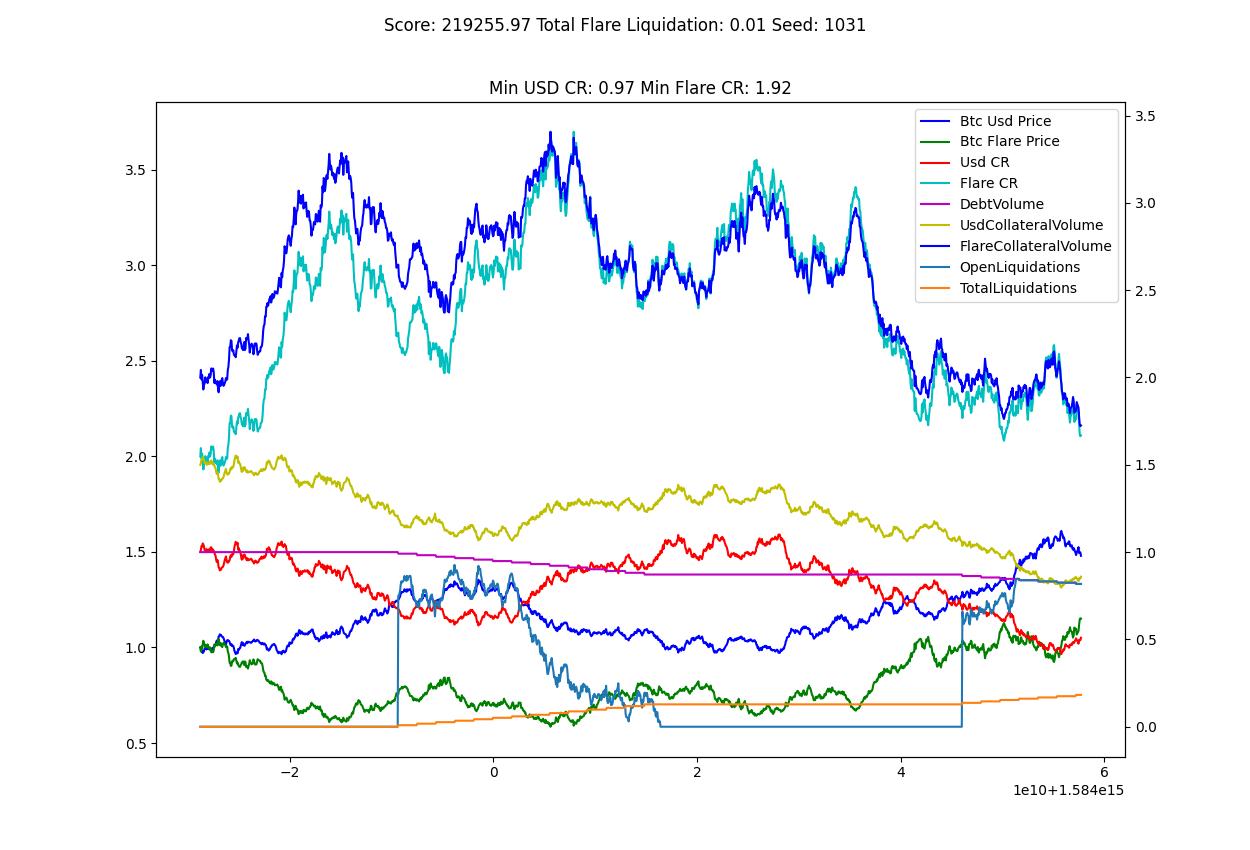 Score: 219255.97 Total Flare Liquidation: 0.01 Seed: 1031
Min USD CR: 0.97 Min Flare CR: 1.92
Btc Usd Price
Btc Flare Price
Usd CR
Flare CR
DebtVolume
UsdCollateralVolume
FlareCollateralVolume
OpenLiquidations
TotalLiquidations
3.5
3.0
2.5
2.0
1.5
1.0
0.5
3.5
3.0
2.5
2.0
1.5
1.0
0.5
0.0
−2
0
2
4
6
1e10+1.584e15